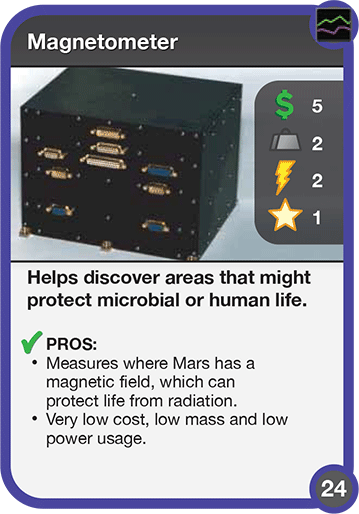 Magnetometer
$ 5
2
2
1
Helps discover areas that might
protect microbial or human life.
PROS:
• Measures where Mars has a
magnetic field, which can
protect life from radiation.
• Very low cost, low mass and low
power usage.
24